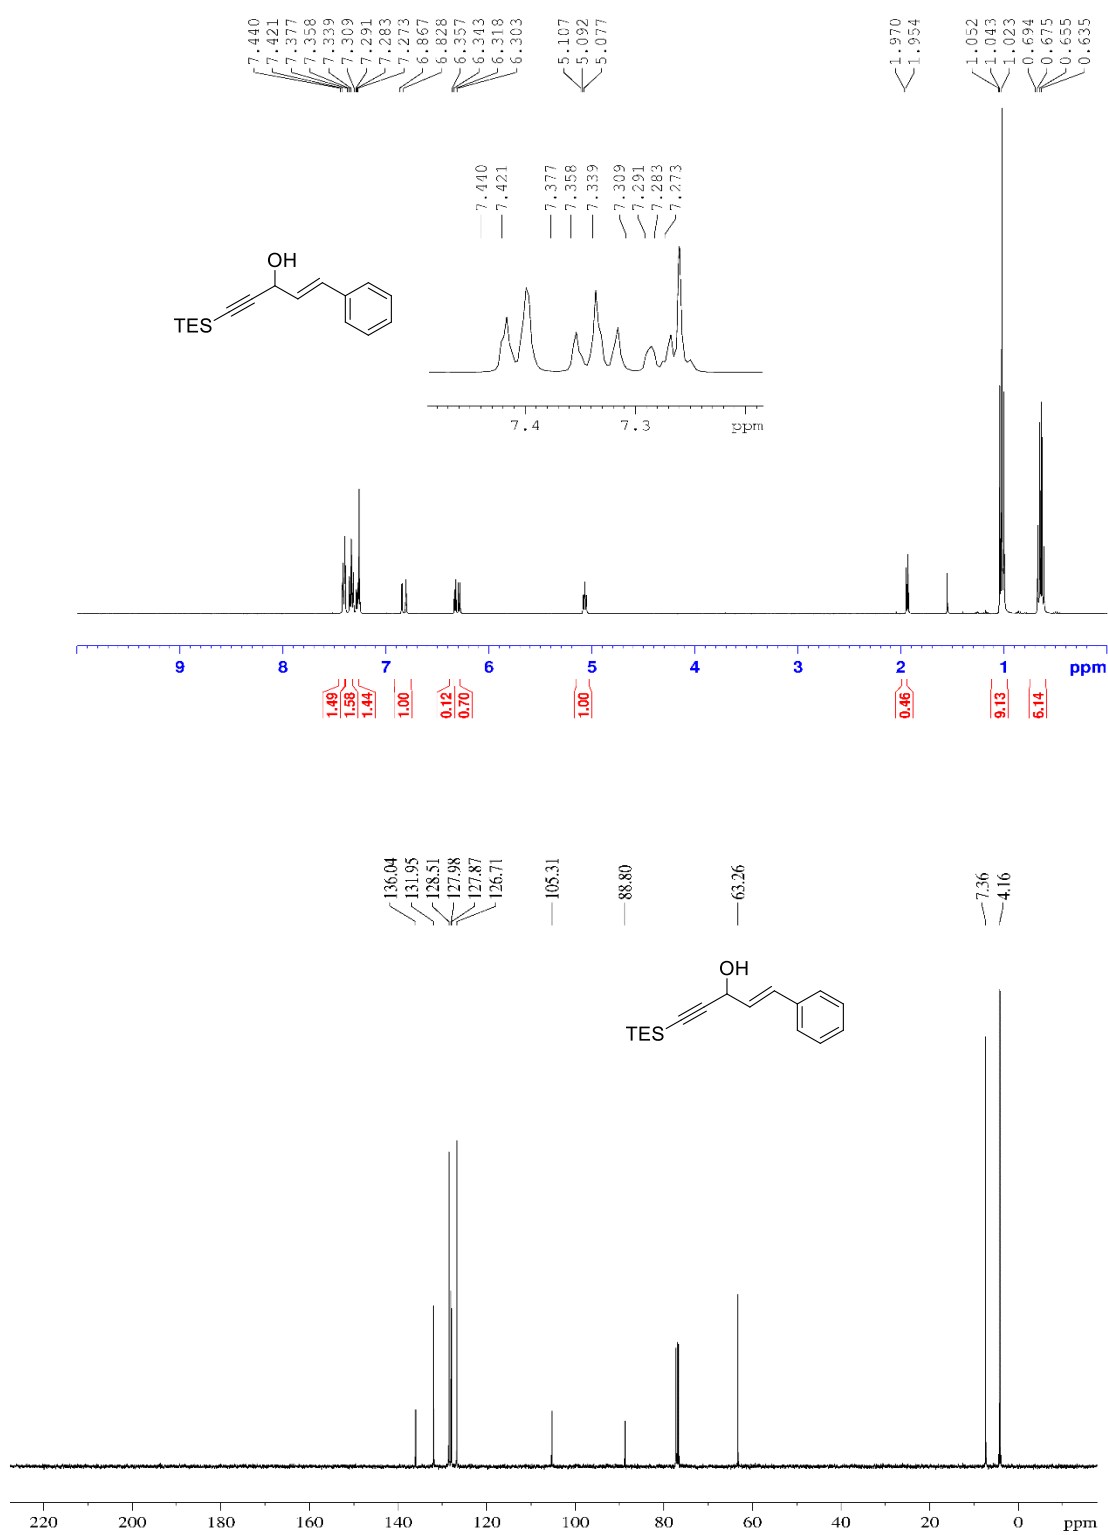 7.440 7.421 7.377 7.358 7.339 7.309 7.291 7.283 7.273 6.867 6.828 6.357 6.343 6.318 6.303 5.107 5.092 5.077 1.970 1.954 1.052 1.043 1.023 0.694 0.675 0.655 0.635
7.440 7.421 7.377 7.358 7.339 7.309 7.291 7.283 7.273
OH
TES
7.4 7.3 ppm
9 8 7 6 5 4 3 2 1 ppm
1.49 1.58 1.44 1.00 0.12 0.70 1.00 0.46 9.13 6.14
136.04 131.95 128.51 127.98 127.87 126.71 105.31 88.80 63.26 7.36 4.16
OH
TES
220 200 180 160 140 120 100 80 60 40 20 0 ppm